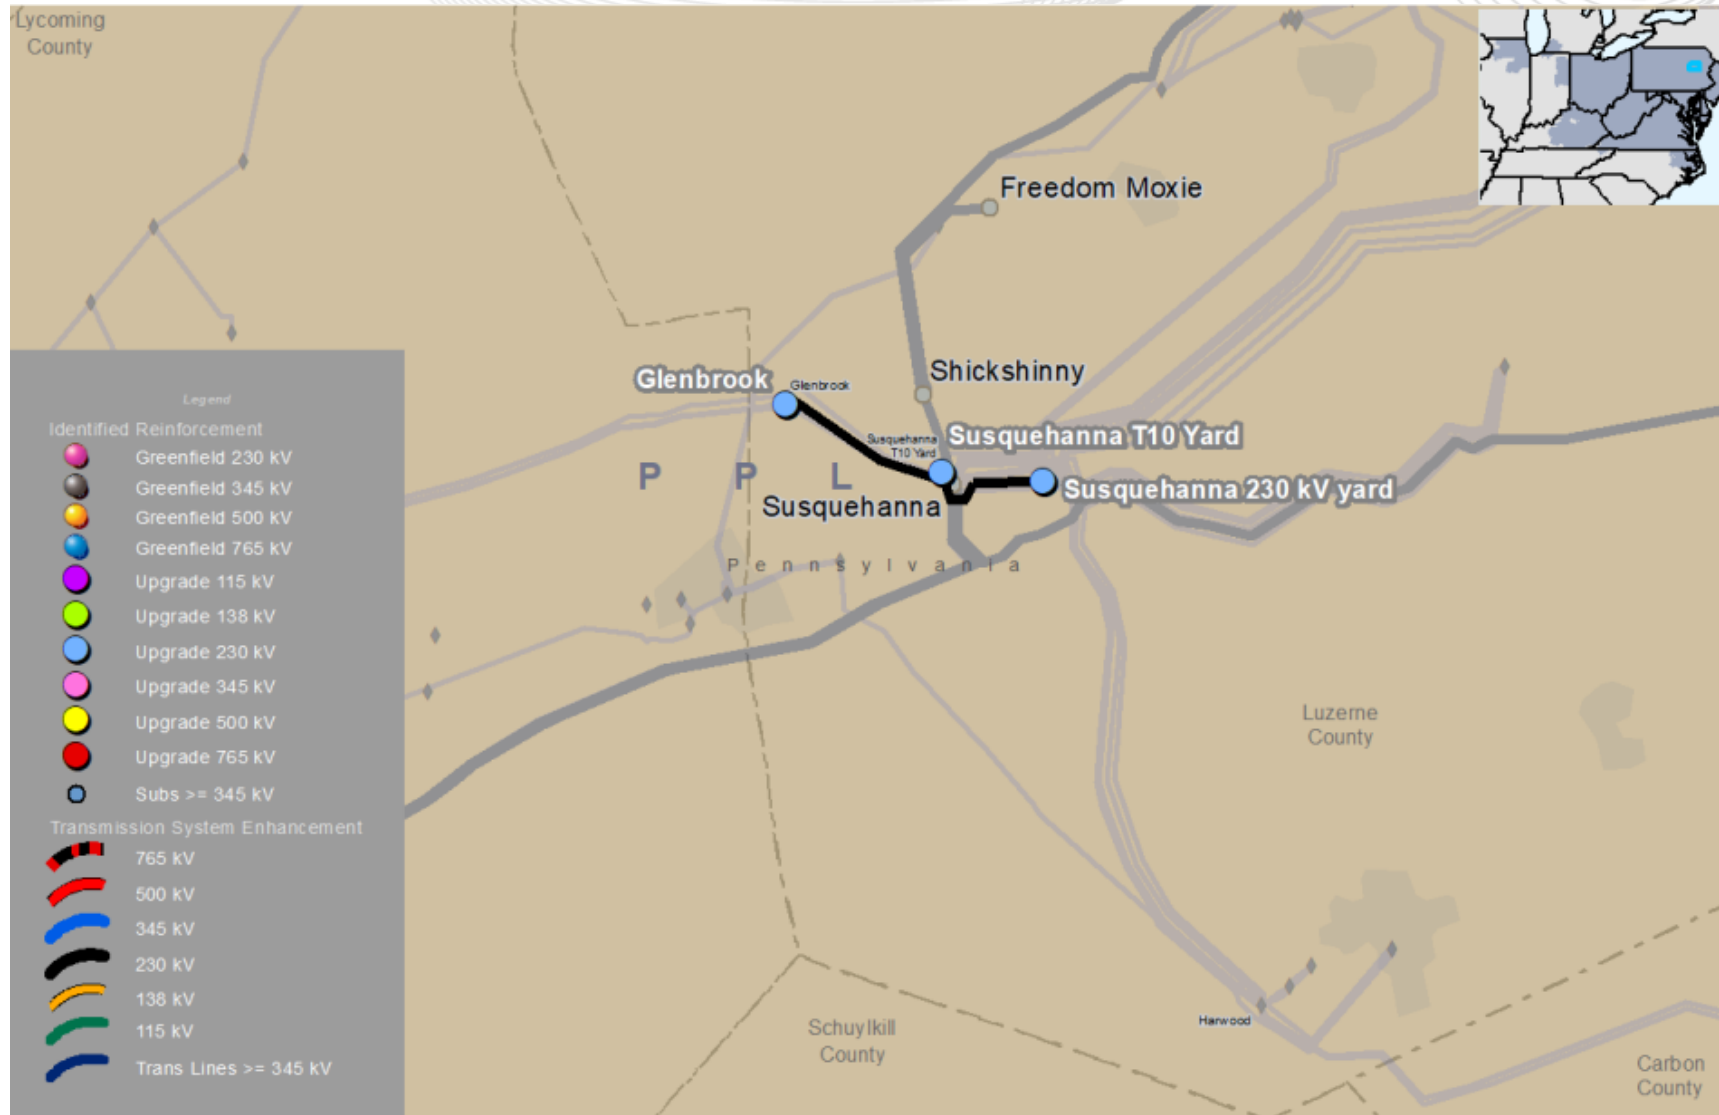 Lycoming
County
Freedom Moxie
Shickshinny
Glenbrook
Glenbrook
Susquehanna
T10 Yard
Susquehanna T10 Yard
P P L
Susquehanna
Susquehanna 230 kV yard
Pennsylvania
Luzerne
County
Harwood
Schuylkill
County
Carbon
County
Legend
Identified Reinforcement
Greenfield 230 kV
Greenfield 345 kV
Greenfield 500 kV
Greenfield 765 kV
Upgrade 115 kV
Upgrade 138 kV
Upgrade 230 kV
Upgrade 345 kV
Upgrade 500 kV
Upgrade 765 kV
Subs >= 345 kV
Transmission System Enhancement
765 kV
500 kV
345 kV
230 kV
138 kV
115 kV
Trans Lines >= 345 kV